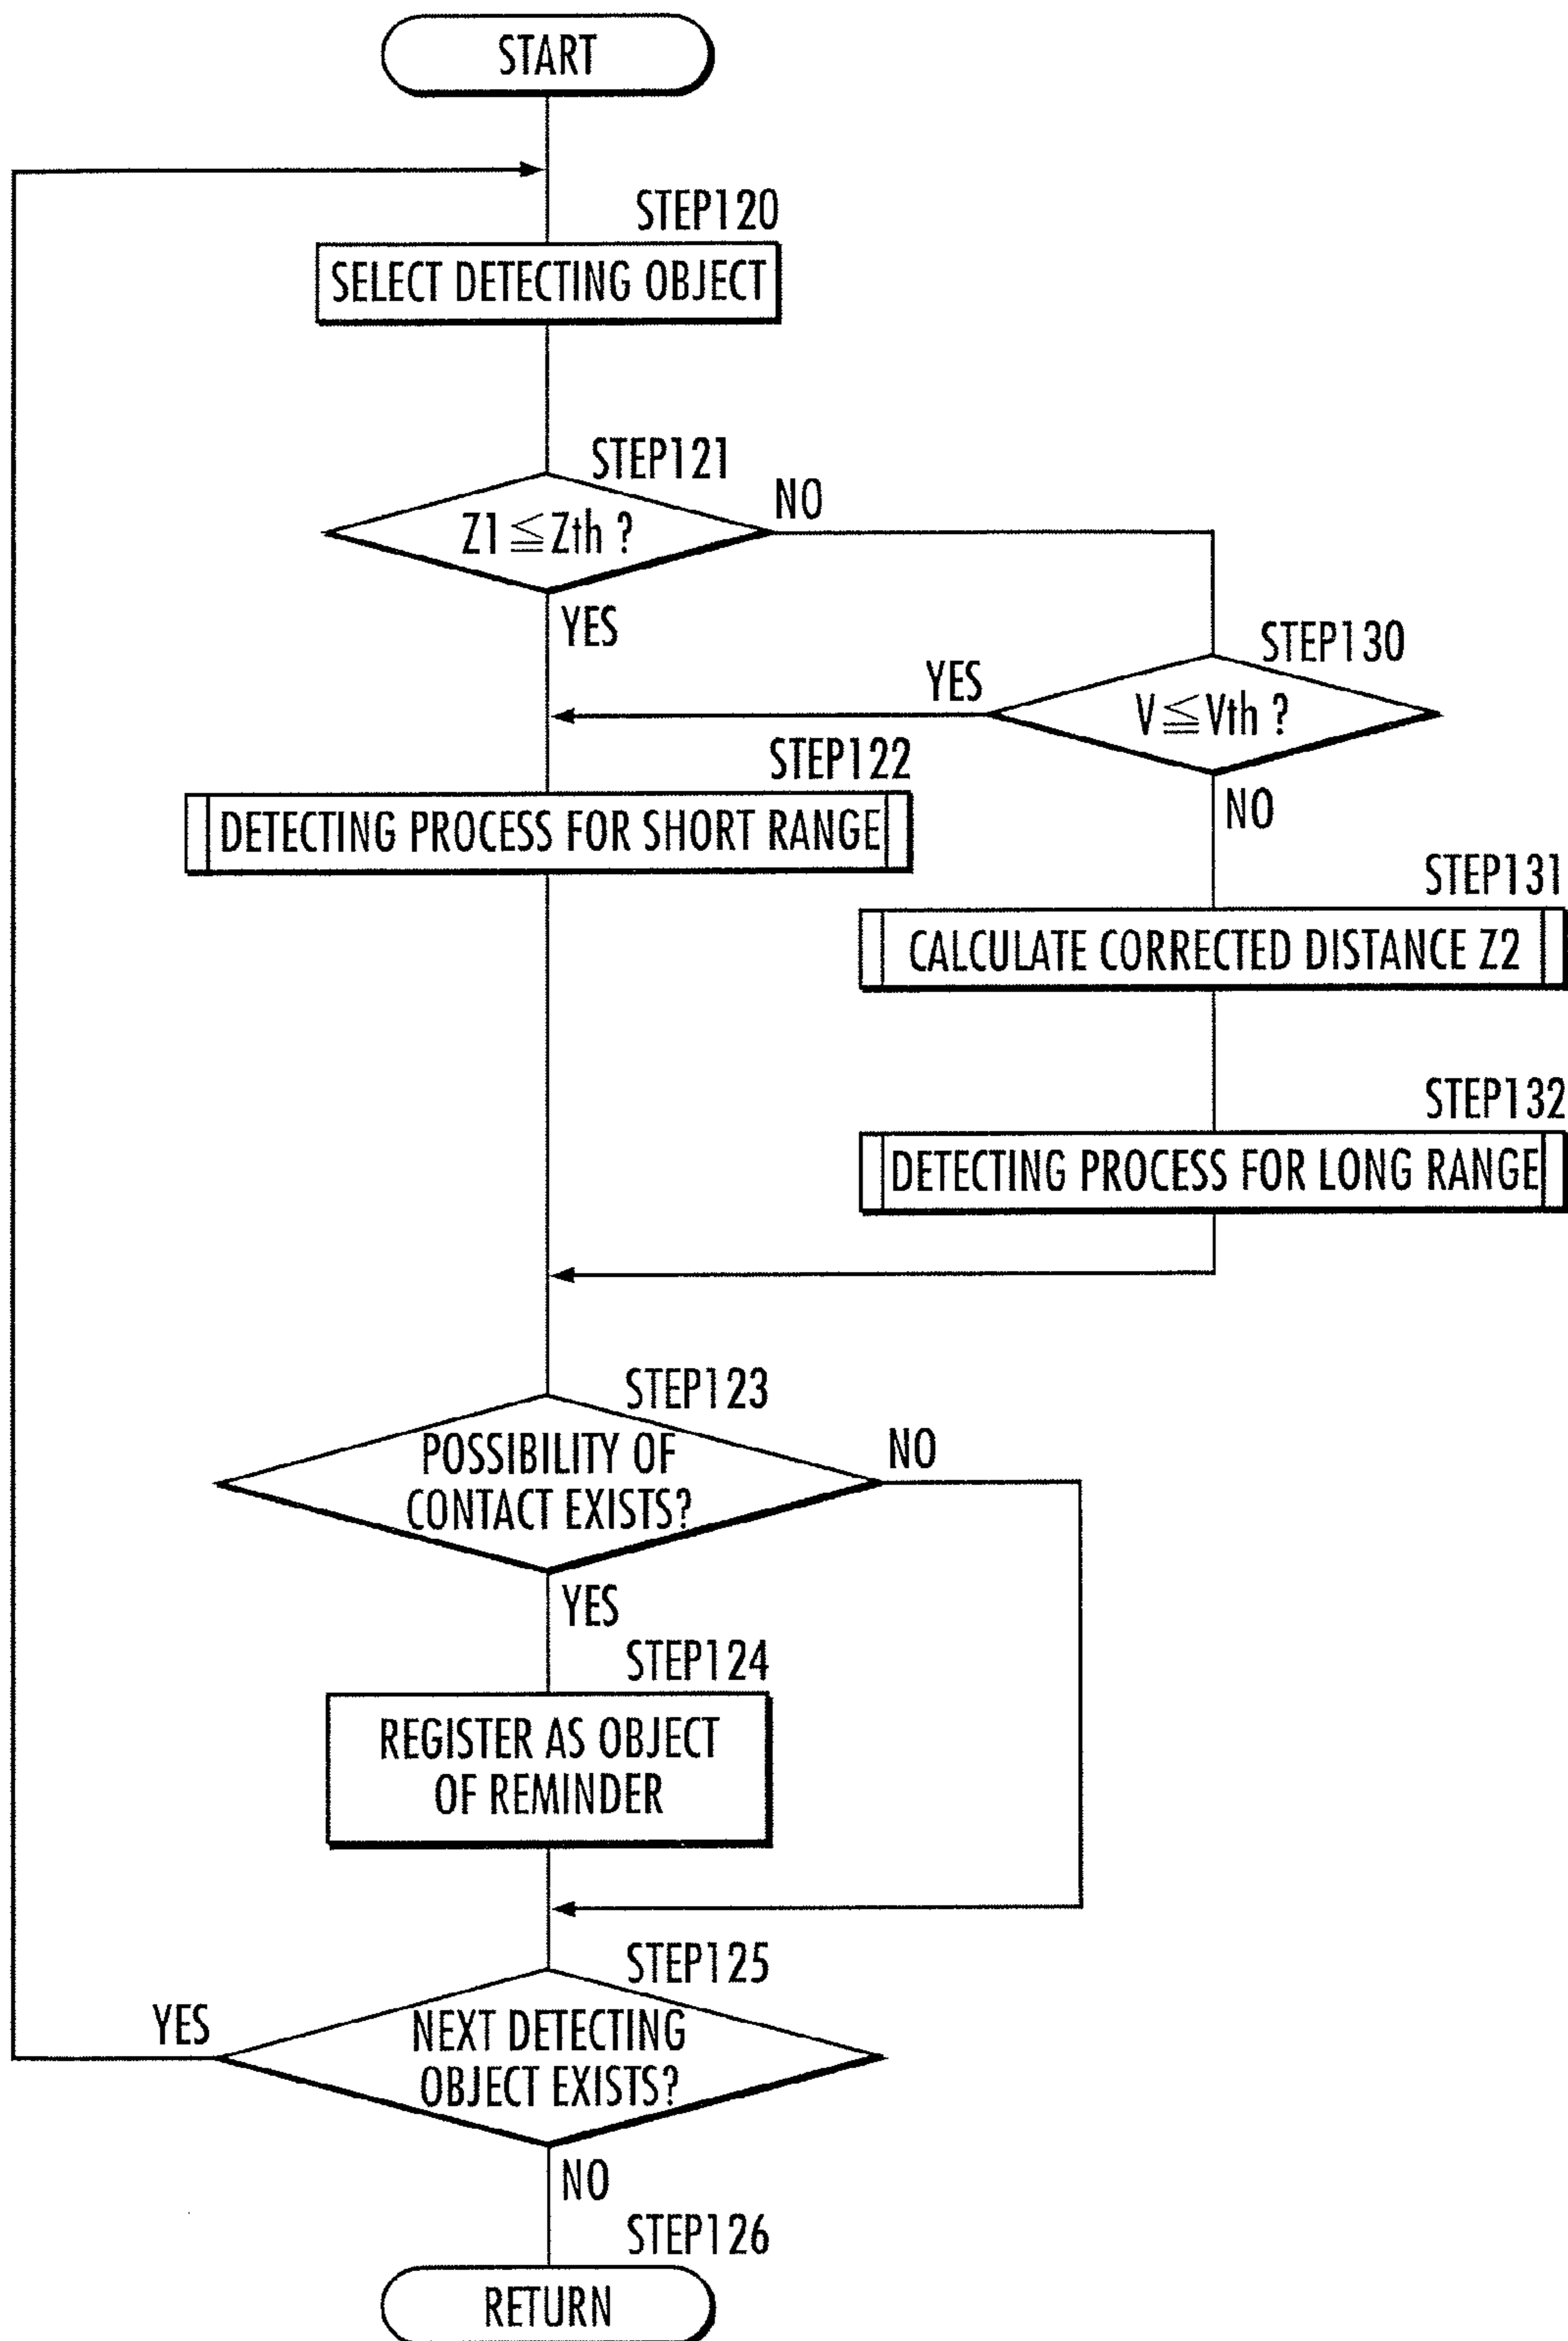 START
STEP120
SELECT DETECTING OBJECT
STEP121
Z1≦Zth ?
NO
YES
STEP130
V≦Vth ?
YES
NO
STEP122
DETECTING PROCESS FOR SHORT RANGE
STEP131
CALCULATE CORRECTED DISTANCE Z2
STEP132
DETECTING PROCESS FOR LONG RANGE
STEP123
POSSIBILITY OF
CONTACT EXISTS?
NO
YES
STEP124
REGISTER AS OBJECT
OF REMINDER
STEP125
NEXT DETECTING
OBJECT EXISTS?
YES
NO
STEP126
RETURN